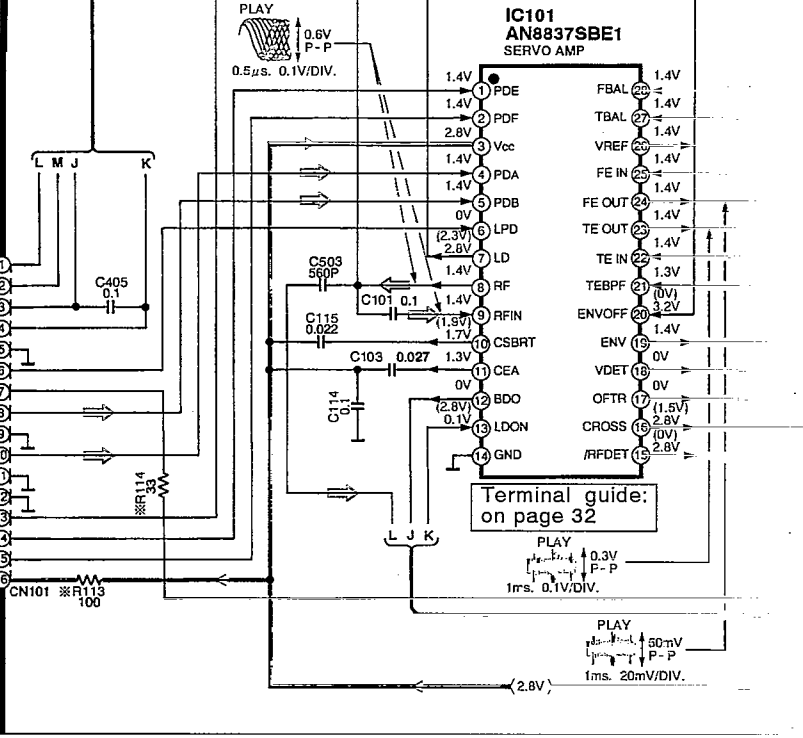 PLAY
0.6V
P-P
0.5μs. 0.1V/DIV.
IC101
AN8837SBE1
SERVO AMP
1.4V
1 PDE
1.4V
2 PDF
2.8V
3 Vcc
1.4V
4 PDA
1.4V
5 PDB
0V
6 LPD
(2.3V)
2.8V
7 LD
1.4V
8 RF
1.4V
9 RFIN
(1.9V)
1.7V
10 CSBRT
1.3V
11 CEA
0V
12 BDO
(2.8V)
0.1V
13 LDON
14 GND
1.4V
FBAL 28
1.4V
TBAL 27
1.4V
VREF 26
1.4V
FE IN 25
1.4V
FE OUT 24
1.4V
TE OUT 23
1.4V
TE IN 22
1.3V
TEBPF 21
(0V)
3.2V
ENVOFF 20
1.4V
ENV 19
0V
VDET 18
0V
OFTR 17
(1.5V)
2.8V
CROSS 16
(0V)
2.8V
/RFDET 15
L M J K
C405
0.1
C503
560P
C101 0.1
C115
0.022
C103 0.027
C114
0.1
※R114
33
CN101 ※R113
100
L J K
Terminal guide:
on page 32
PLAY
0.3V
P-P
1ms. 0.1V/DIV.
PLAY
50mV
P-P
1ms. 20mV/DIV.
(2.8V)